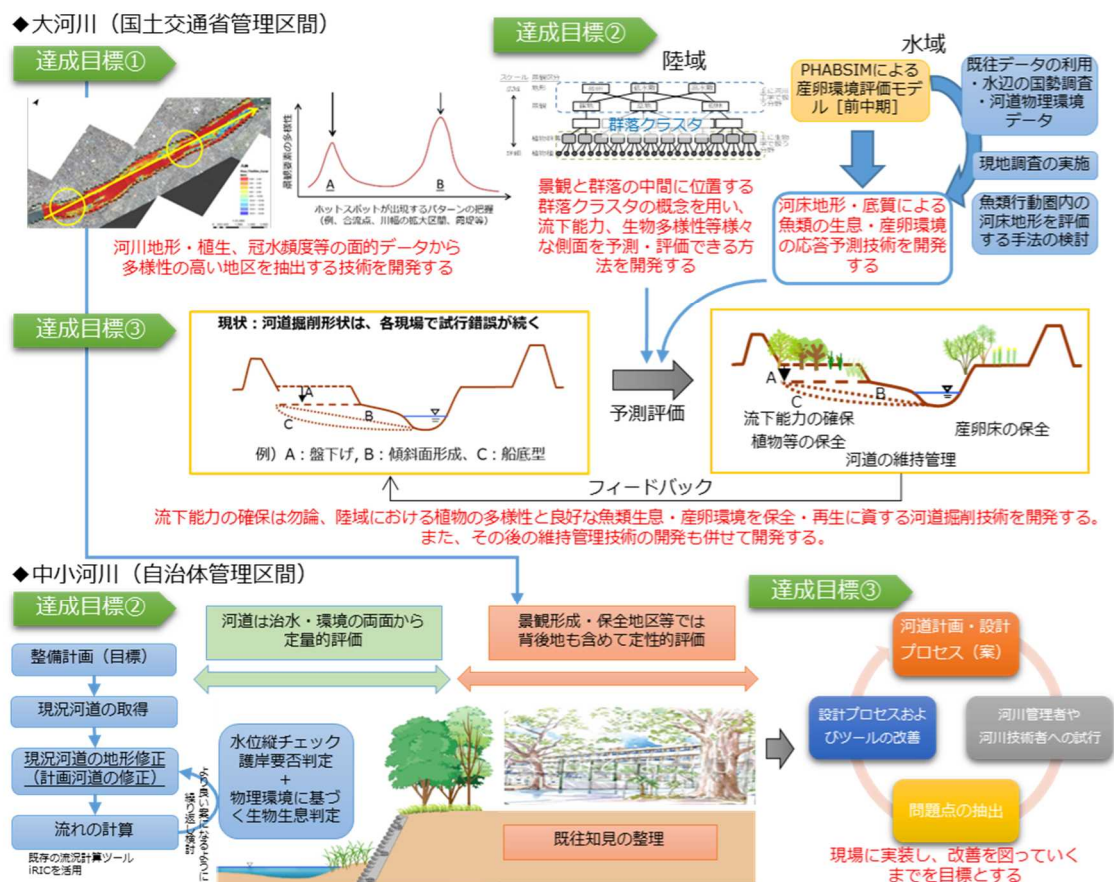 ◆大河川（国土交通省管理区間）
達成目標①
景観要素の多様性
A
B
ホットスポットが出現するパターンの把握
（例、合流点、川幅の拡大区間、霞堤等）
河川地形・植生、冠水頻度等の面的データから
多様性の高い地区を抽出する技術を開発する
達成目標②
陸域
水域
スケール
群落クラスタ
景観と群落の中間に位置する
群落クラスタの概念を用い、
流下能力、生物多様性等様々
な側面を予測・評価できる方
法を開発する
PHABSIMによる
産卵環境評価モデ
ル［前中期］
既往データの利用
・水辺の国勢調査
・河道物理環境
データ
現地調査の実施
魚類行動圏内の
河床地形を評価
する手法の検討
河床地形・底質による
魚類の生息・産卵環境
の応答予測技術を開発
する
達成目標③
現状：河道掘削形状は、各現場で試行錯誤が続く
A
B
C
例）A：盤下げ, B：傾斜面形成、C：船底型
予測評価
A
B
C
流下能力の確保
植物等の保全
産卵床の保全
河道の維持管理
フィードバック
流下能力の確保は勿論、陸域における植物の多様性と良好な魚類生息・産卵環境を保全・再生に資する河道掘削技術を開発する。
また、その後の維持管理技術の開発も併せて開発する。
◆中小河川（自治体管理区間）
達成目標②
整備計画（目標）
現況河道の取得
現況河道の地形修正
（計画河道の修正）
流れの計算
既存の流況計算ツール
iRICを活用
より良い案になるように
繰り返し検討
水位縦チェック
護岸要否判定
+
物理環境に基づ
く生物生息判定
河道は治水・環境の両面から
定量的評価
景観形成・保全地区等では
背後地も含めて定性的評価
既往知見の整理
達成目標③
河道計画・設計
プロセス（案）
河川管理者や
河川技術者への試行
問題点の抽出
設計プロセスおよ
びツールの改善
現場に実装し、改善を図っていく
までを目標とする